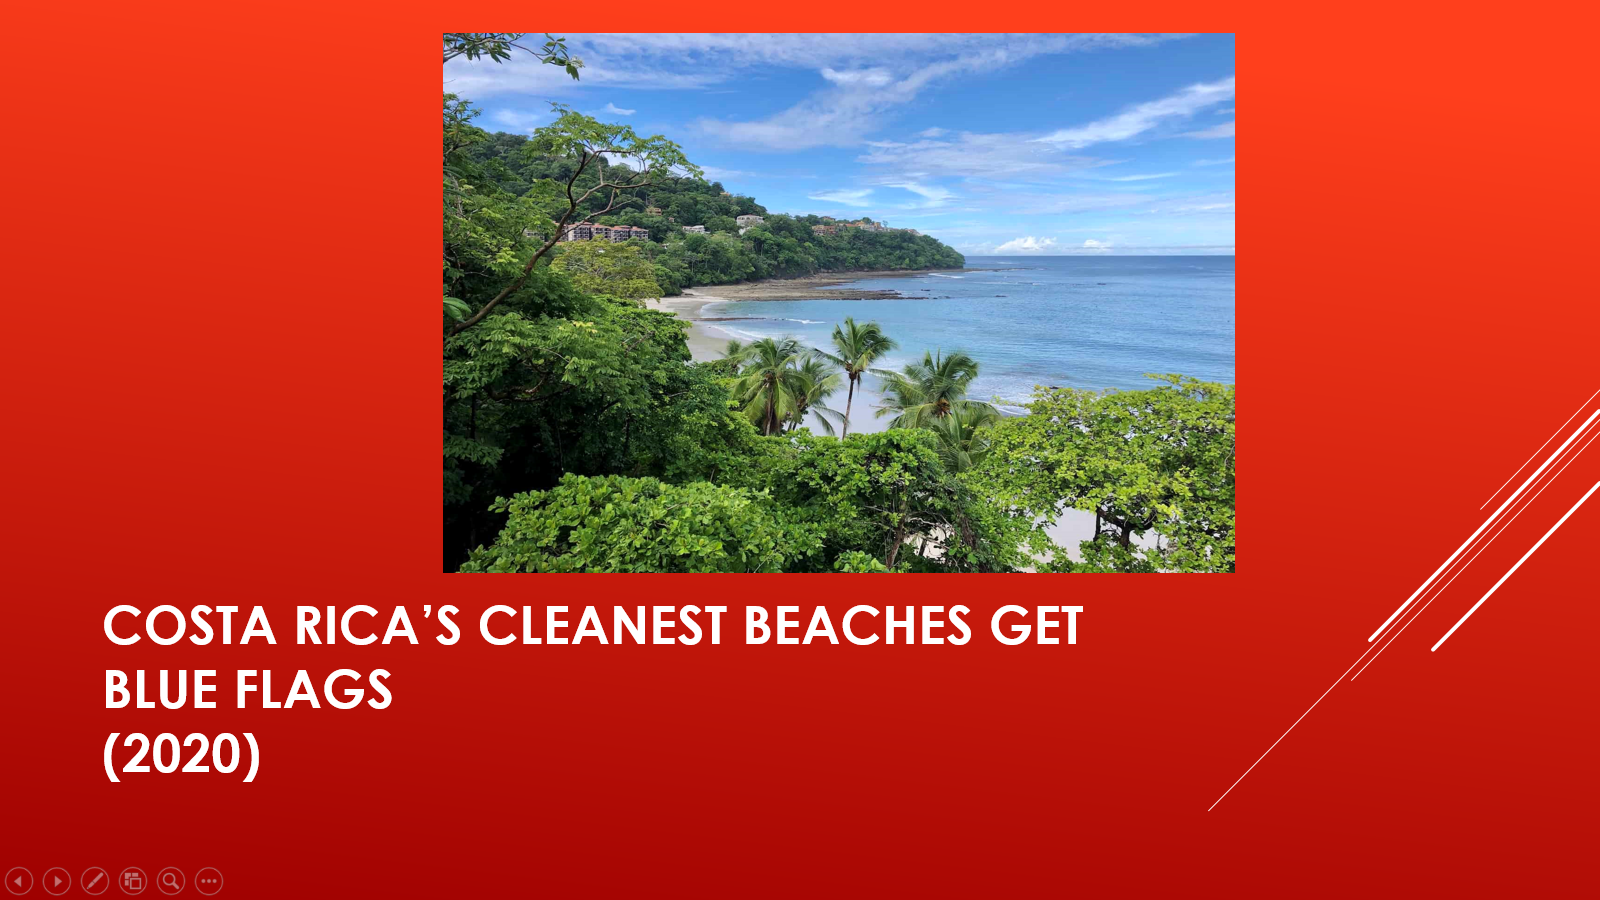 COSTA RICA’S CLEANEST BEACHES GET
BLUE FLAGS
(2020)